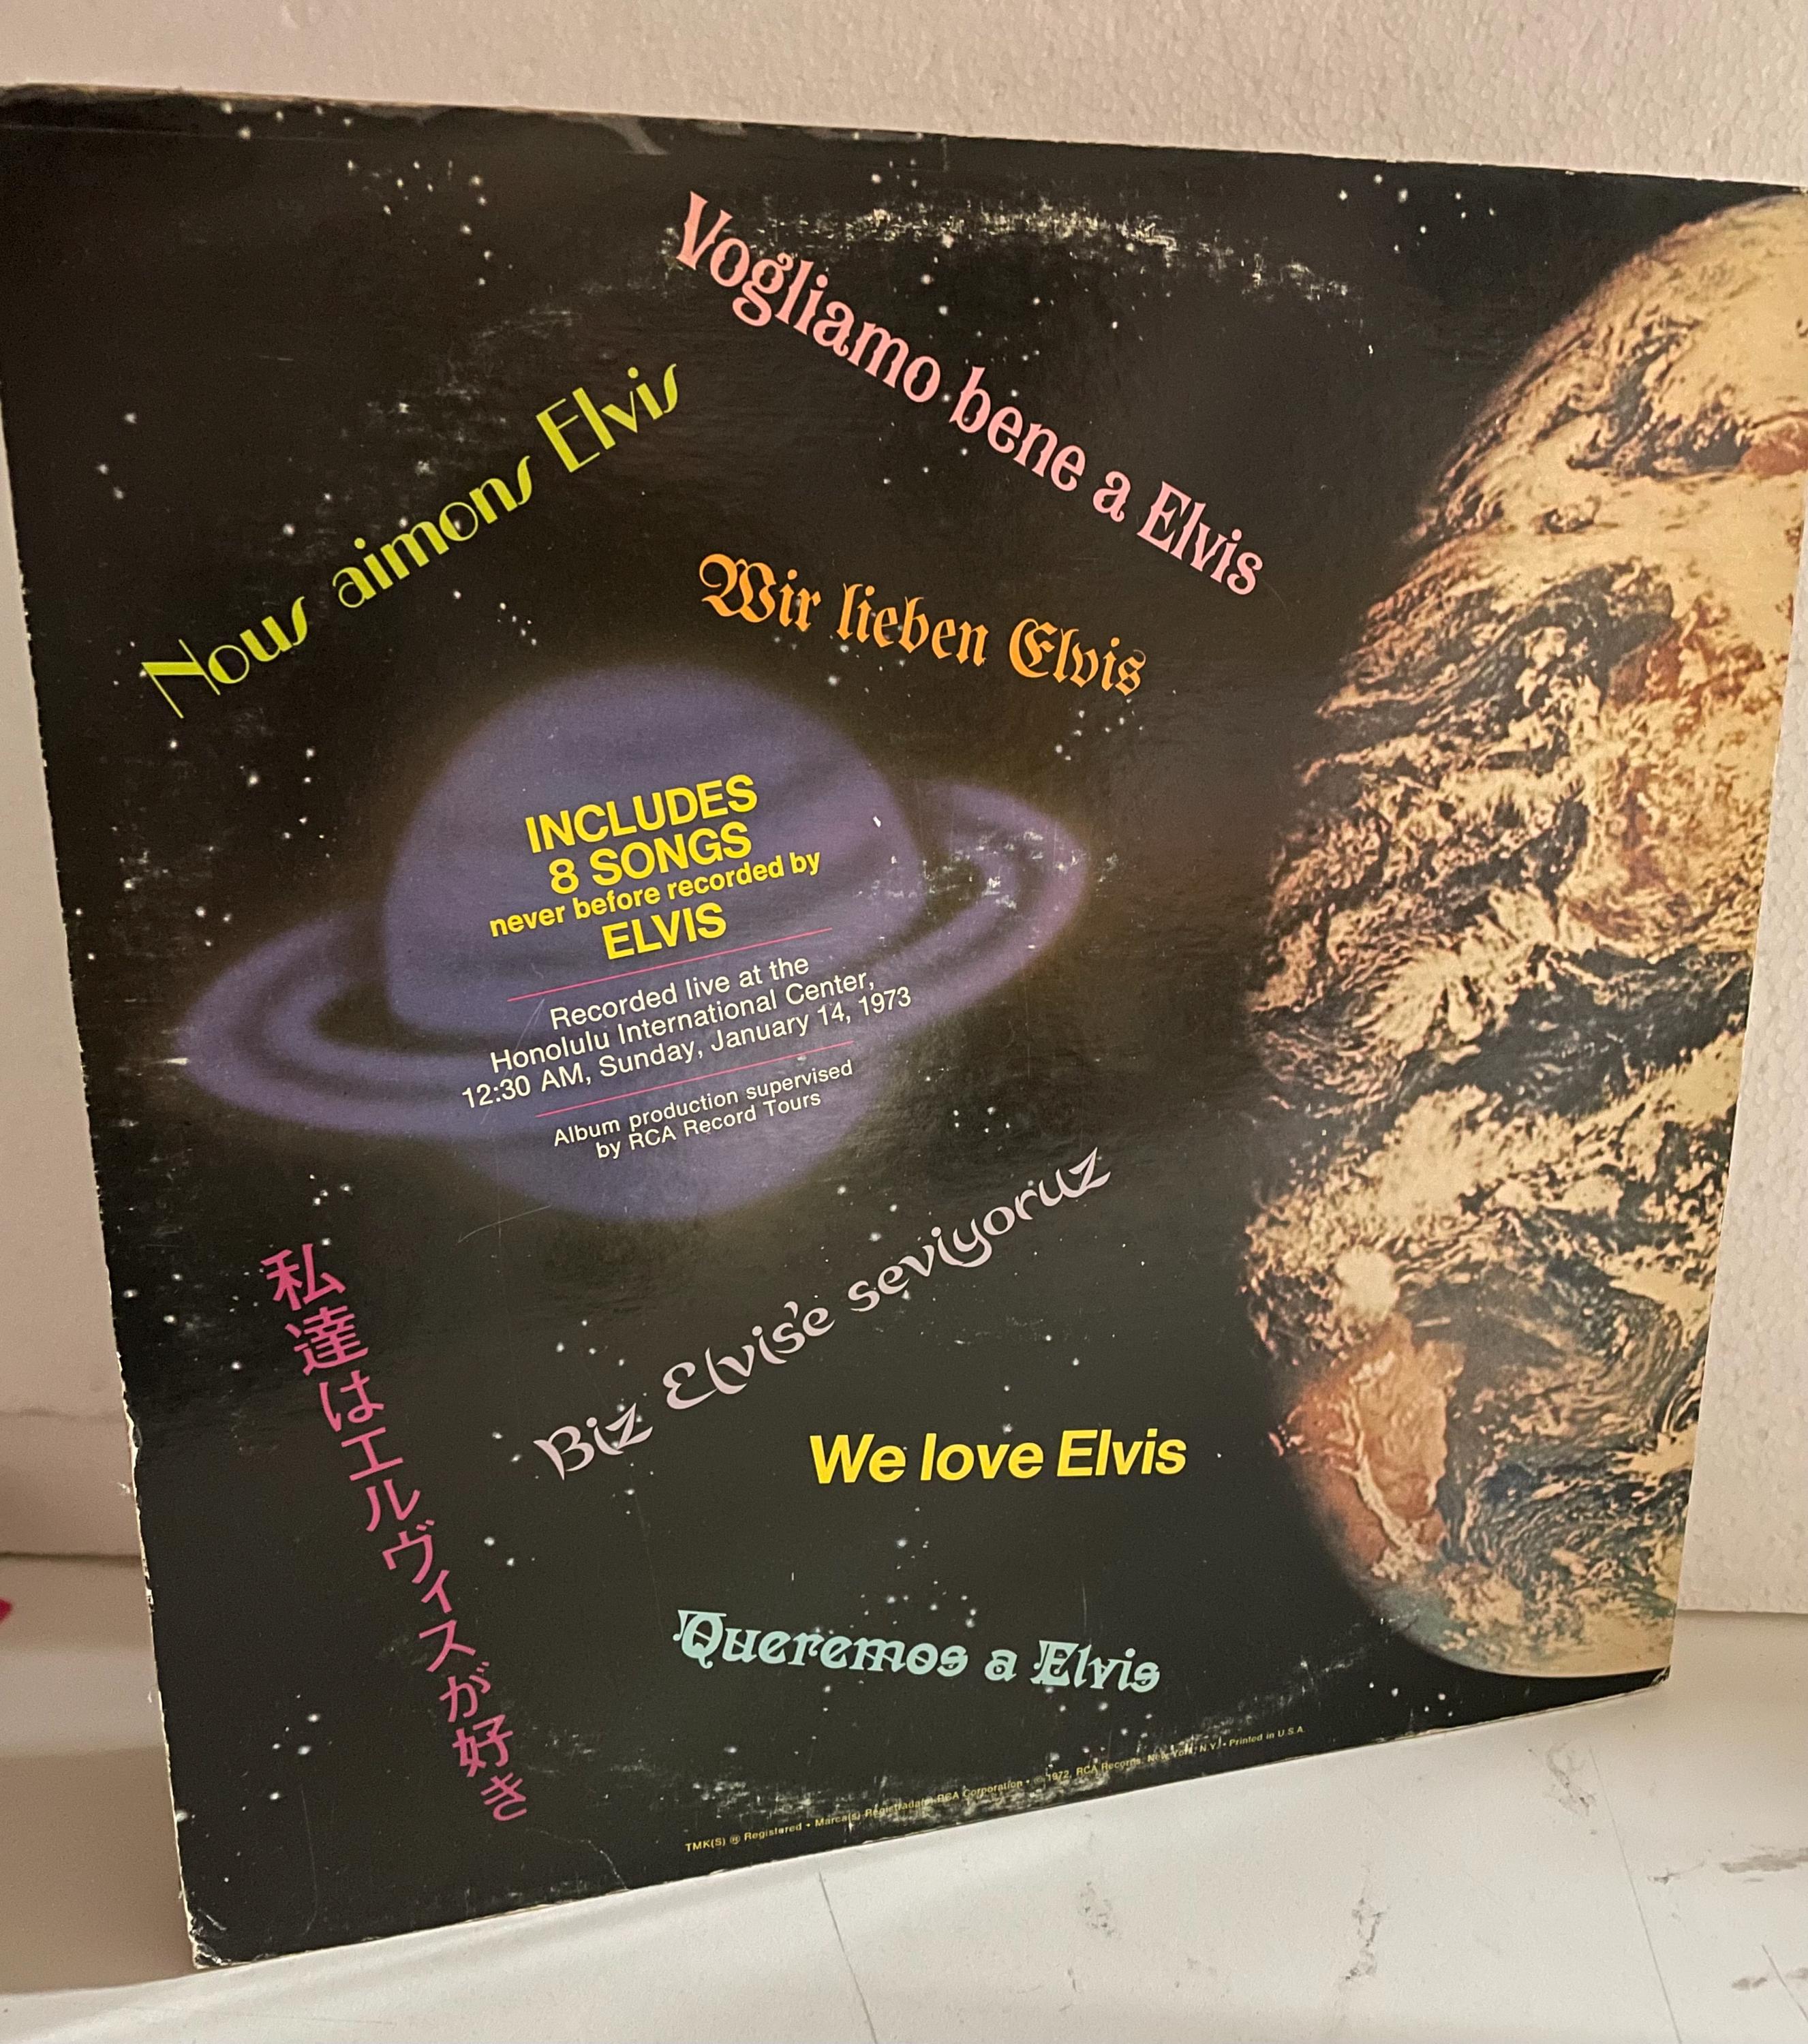 Vogliamo bene a Elvis
Nous aimons Elvis
Wir lieben Elvis
INCLUDES
8 SONGS
never before recorded by
ELVIS
Recorded live at the
Honolulu International Center,
12:30 AM, Sunday, January 14, 1973
Album production supervised
by RCA Record Tours
Biz Elvis'e seviyoruz
私達はエルヴィスが好き
We love Elvis
Queremos a Elvis
TMK(S) ® Registered • Marca(s) Registrada(s) RCA Corporation • ℗ 1972, RCA Records, New York, N.Y. • Printed in U.S.A.